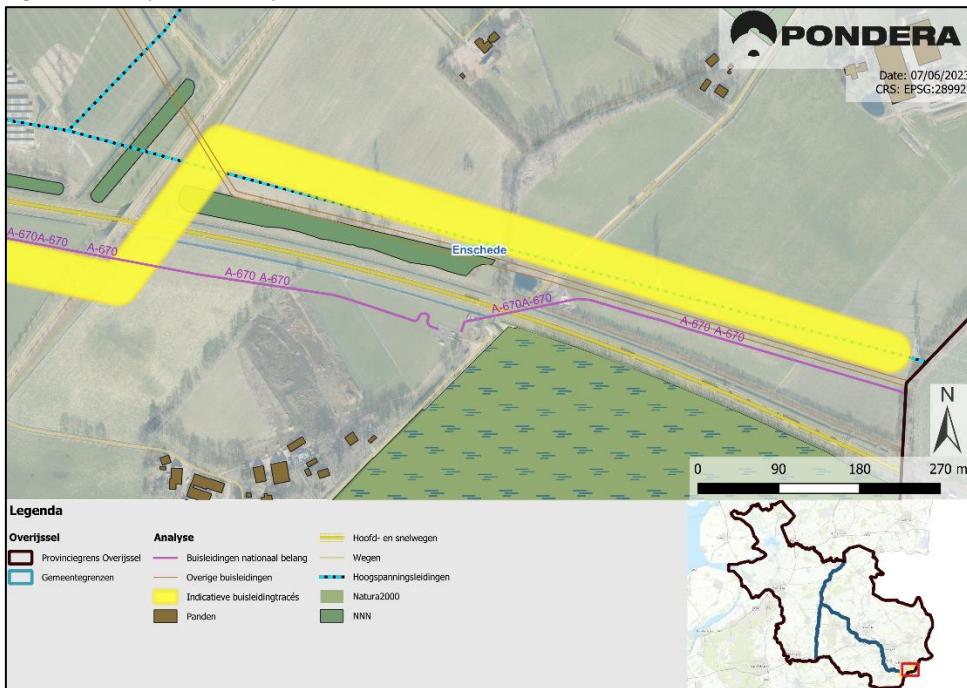 PONDERA
Date: 07/06/2023
CRS: EPSG:28992
A-670A-670
A-670
A-670 A-670
Enschede
A-670A-670
A-670 A-670
N
0 90 180 270 m
Legenda
Overijssel
Provinciegrens Overijssel
Gemeentegrenzen
Analyse
Buisleidingen nationaal belang
Overige buisleidingen
Indicatieve buisleidingtracés
Panden
Hoofd- en snelwegen
Wegen
Hoogspanningsleidingen
Natura2000
NNN